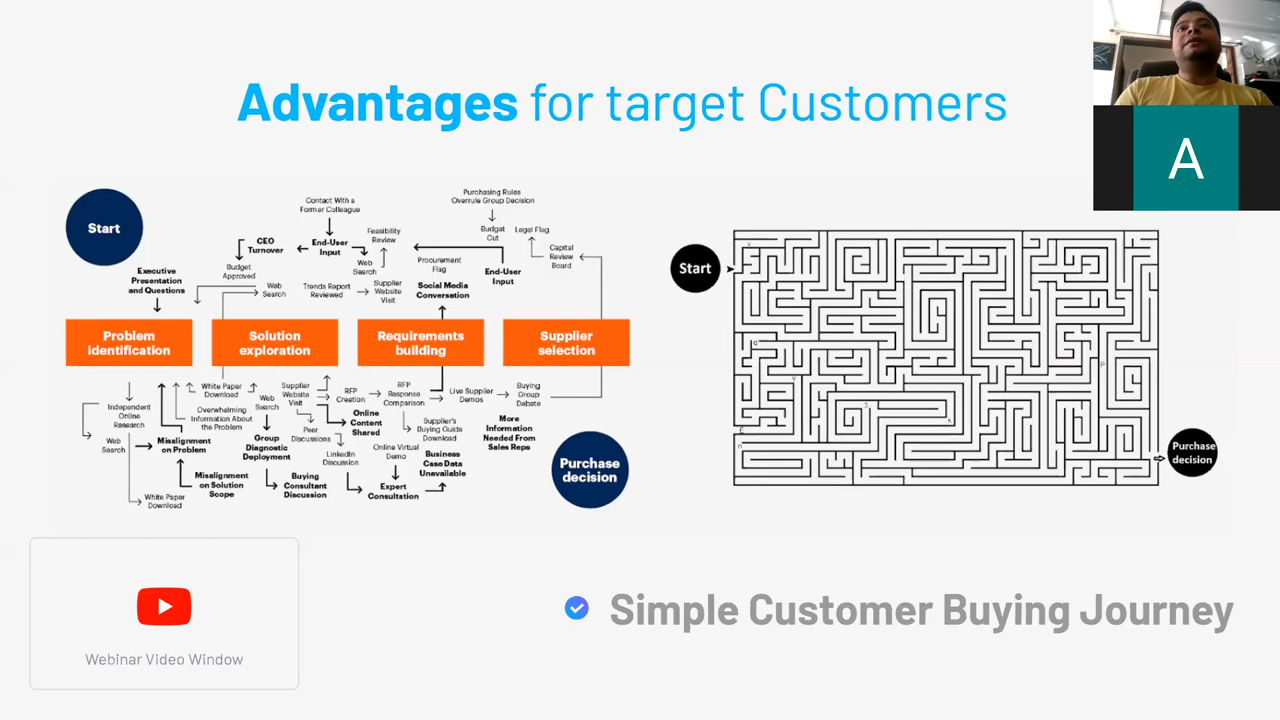 Advantages for target Customers
A
Start
Contact With a
Former Colleague
Purchasing Rules
Overrule Group Decision
CEO
Turnover
End-User
Input
Feasibility
Review
Budget
Cut
Legal Flag
Budget
Approved
Web
Search
Procurement
Flag
End-User
Input
Capital
Review
Board
Executive
Presentation
and Questions
Web
Search
Trends Report
Reviewed
Supplier
Website
Visit
Social Media
Conversation
Problem
identification
Solution
exploration
Requirements
building
Supplier
selection
White Paper
Download
Supplier
Website
Visit
RFP
Creation
RFP
Response
Comparison
Live Supplier
Demos
Buying
Group
Debate
Independent
Online
Research
Overwhelming
Information About
the Problem
Web
Search
Peer
Discussions
Online
Content
Shared
Supplier's
Buying Guide
Download
More
Information
Needed From
Sales Reps
Web
Search
Misalignment
on Problem
Group
Diagnostic
Deployment
LinkedIn
Discussion
Online Virtual
Demo
Business
Case Data
Unavailable
Misalignment
on Solution
Scope
Buying
Consultant
Discussion
Expert
Consultation
White Paper
Download
Purchase
decision
Start
Purchase
decision
Webinar Video Window
Simple Customer Buying Journey